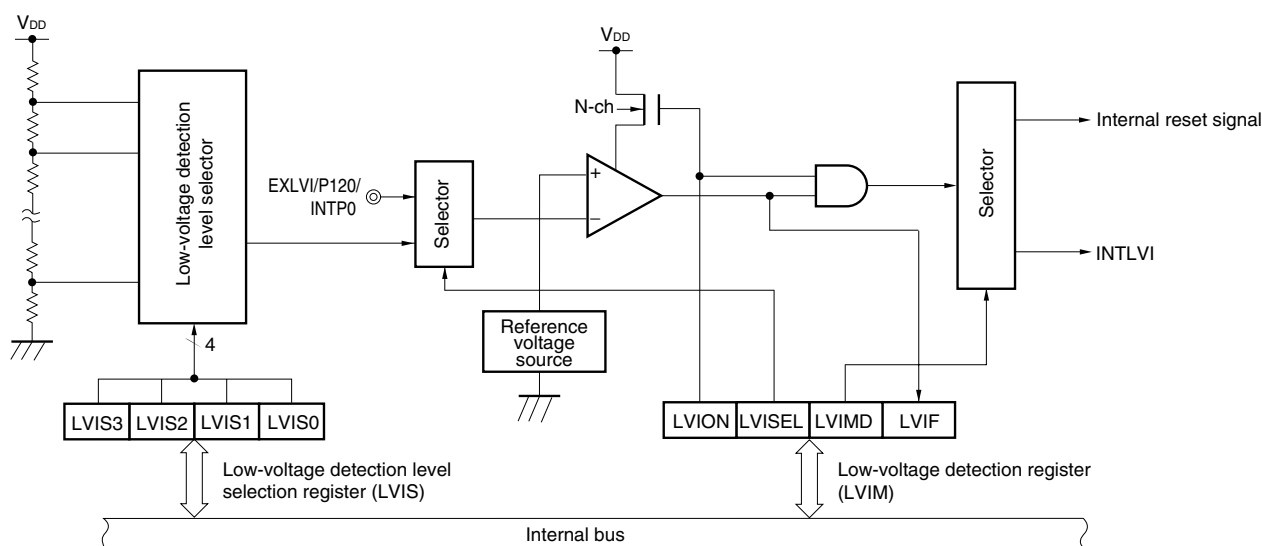 VDD
Low-voltage detection
level selector
4
LVIS3 LVIS2 LVIS1 LVIS0
Low-voltage detection level
selection register (LVIS)
EXLVI/P120/
INTP0
Selector
VDD
N-ch
+
−
Reference
voltage
source
Selector
Internal reset signal
INTLVI
LVION LVISEL LVIMD LVIF
Low-voltage detection register
(LVIM)
Internal bus